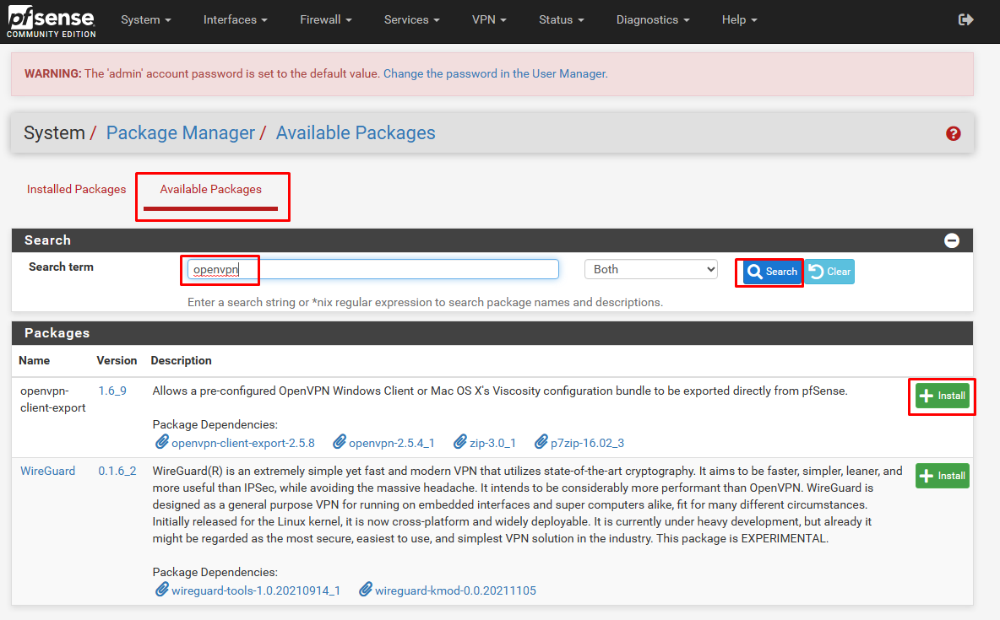 pfsense
COMMUNITY EDITION
System Interfaces Firewall Services VPN Status Diagnostics Help
WARNING: The 'admin' account password is set to the default value. Change the password in the User Manager.
System / Package Manager / Available Packages
Installed Packages Available Packages
Search
Search term openvpn Both Search Clear
Enter a search string or *nix regular expression to search package names and descriptions.
Packages
Name Version Description
openvpn-
client-export
1.6_9
Allows a pre-configured OpenVPN Windows Client or Mac OS X's Viscosity configuration bundle to be exported directly from pfSense.
Package Dependencies:
openvpn-client-export-2.5.8 openvpn-2.5.4_1 zip-3.0_1 p7zip-16.02_3
Install
WireGuard
0.1.6_2
WireGuard(R) is an extremely simple yet fast and modern VPN that utilizes state-of-the-art cryptography. It aims to be faster, simpler, leaner, and
more useful than IPSec, while avoiding the massive headache. It intends to be considerably more performant than OpenVPN. WireGuard is
designed as a general purpose VPN for running on embedded interfaces and super computers alike, fit for many different circumstances.
Initially released for the Linux kernel, it is now cross-platform and widely deployable. It is currently under heavy development, but already it
might be regarded as the most secure, easiest to use, and simplest VPN solution in the industry. This package is EXPERIMENTAL.
Package Dependencies:
wireguard-tools-1.0.20210914_1 wireguard-kmod-0.0.20211105
Install